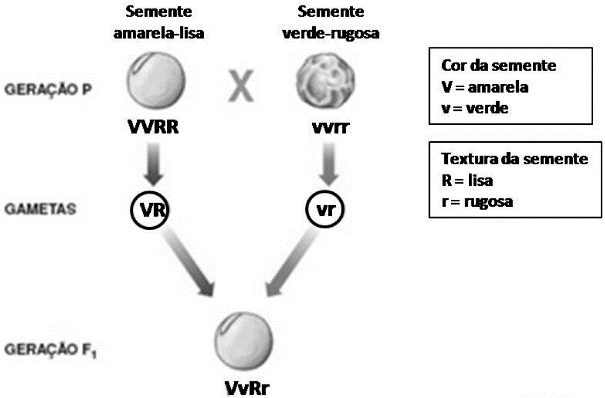 Semente
amarela-lisa
Semente
verde-rugosa
GERAÇÃO P
X
VVRR
vvrr
Cor da semente
V = amarela
v = verde
Textura da semente
R = lisa
r = rugosa
GAMETAS
VR
vr
GERAÇÃO F₁
VvRr